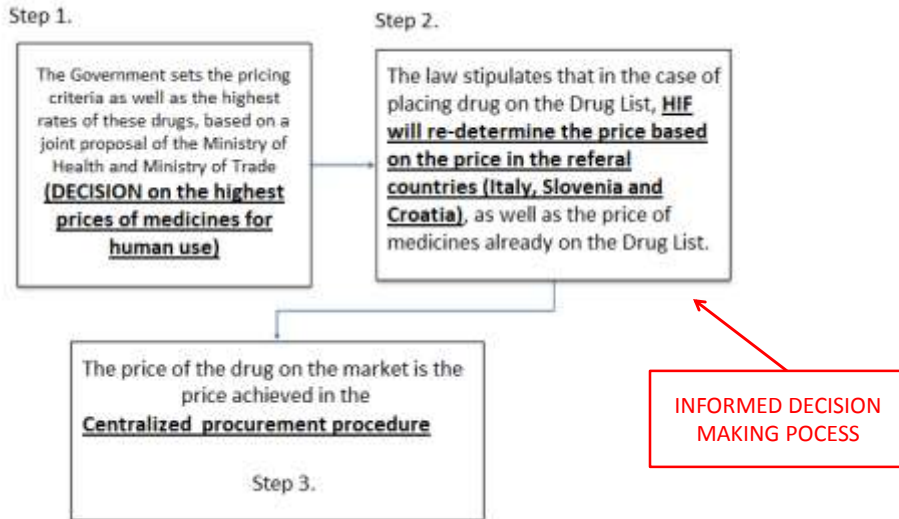 Step 1.
The Government sets the pricing
criteria as well as the highest
rates of these drugs, based on a
joint proposal of the Ministry of
Health and Ministry of Trade
(DECISION on the highest
prices of medicines for
human use)
Step 2.
The law stipulates that in the case of
placing drug on the Drug List, HIF
will re-determine the price based
on the price in the referal
countries (Italy, Slovenia and
Croatia), as well as the price of
medicines already on the Drug List.
The price of the drug on the market is the
price achieved in the
Centralized procurement procedure
Step 3.
INFORMED DECISION
MAKING POCESS